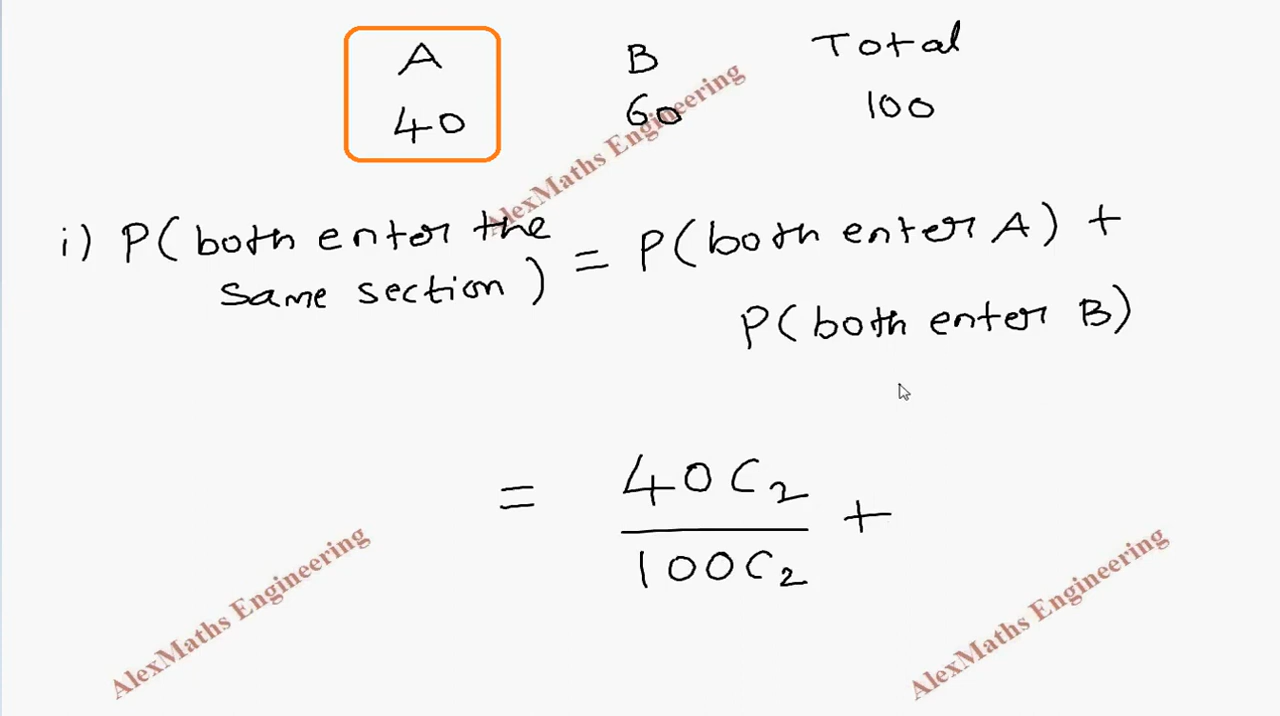 A B Total
40 60 100
i) P(both enter the same section) = P(both enter A) +
P(both enter B)
= 40C₂ / 100C₂ +
AlexMaths Engineering
AlexMaths Engineering
AlexMaths Engineering